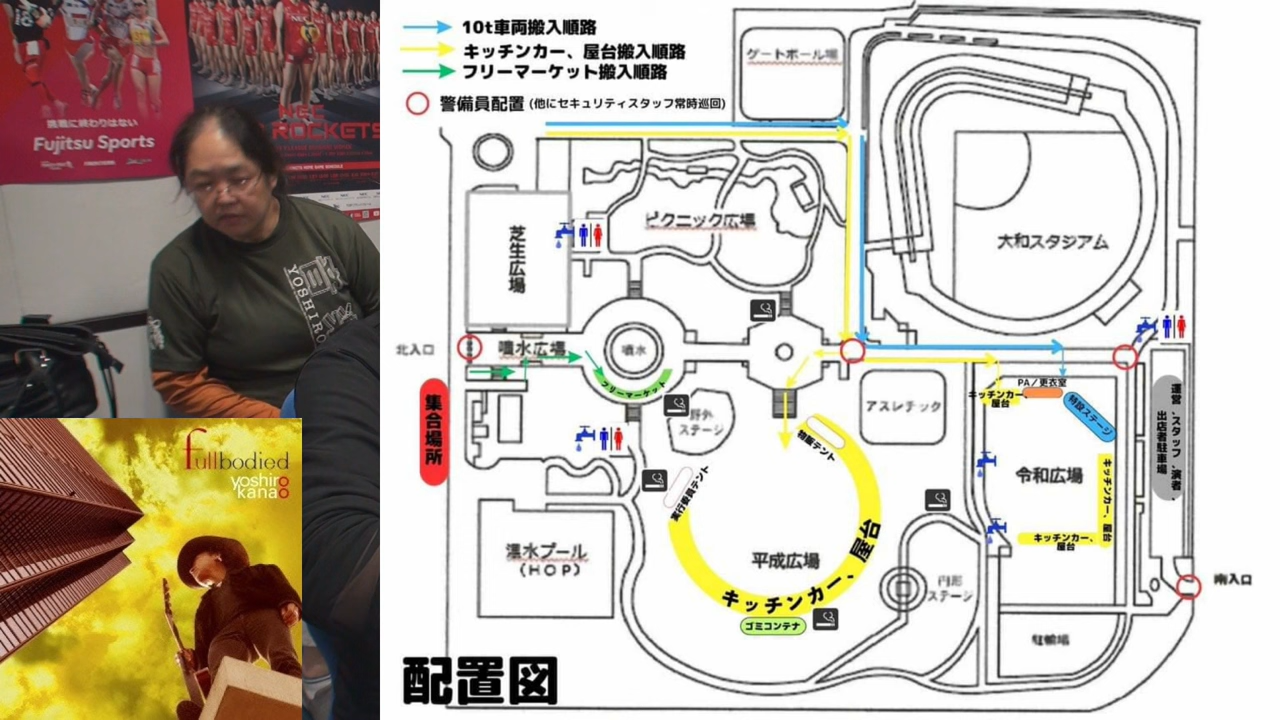 挑戦に終わりはない
Fujitsu Sports
NEC
ROCKETS
YOSHIRO
fullbodied
yoshiro
kanao
10t車両搬入順路
キッチンカー、屋台搬入順路
フリーマーケット搬入順路
警備員配置 (他にセキュリティスタッフ常時巡回)
ゲートボール場
ピクニック広場
芝生広場
大和スタジアム
北入口
噴水広場
噴水
フリーマーケット
集合場所
野外
ステージ
アスレチック
PA／更衣室
キッチンカー、
屋台
特設ステージ
運営、スタッフ、演者、
出店者駐車場
物販テント
実行委員テント
令和広場
キッチンカー、屋台
キッチンカー、
屋台
温水プール
(HOP)
平成広場
キッチンカー、屋台
円形
ステージ
ゴミコンテナ
南入口
駐輪場
配置図